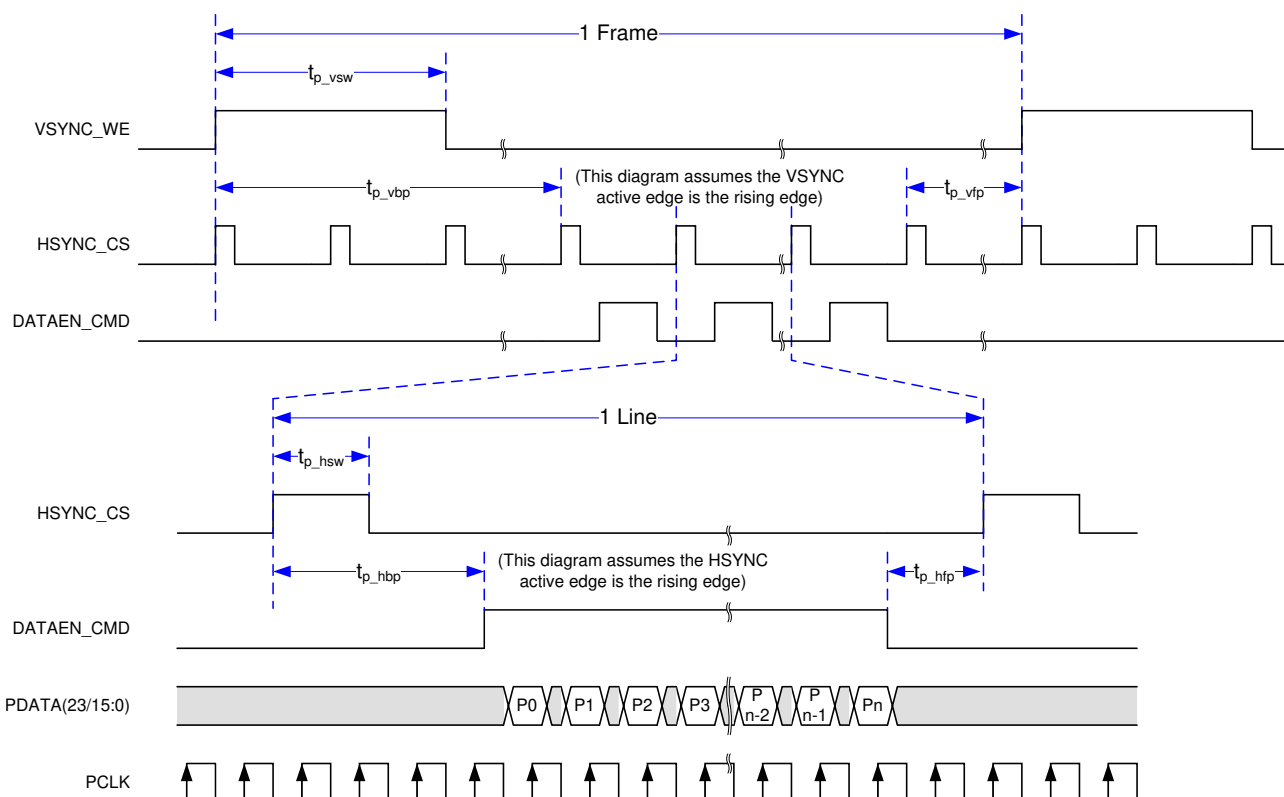 1 Frame
tp_vsw
VSYNC_WE
tp_vbp
(This diagram assumes the VSYNC
active edge is the rising edge)
tp_vfp
HSYNC_CS
DATAEN_CMD
1 Line
tp_hsw
HSYNC_CS
tp_hbp
(This diagram assumes the HSYNC
active edge is the rising edge)
tp_hfp
DATAEN_CMD
PDATA(23/15:0)
P0 P1 P2 P3 P n-2 P n-1 Pn
PCLK